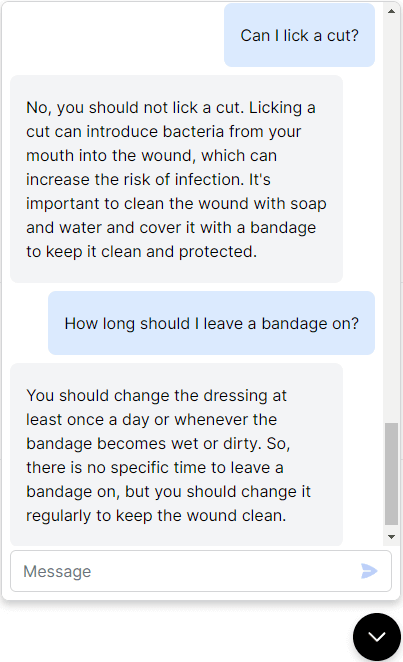 Can I lick a cut?
No, you should not lick a cut. Licking a
cut can introduce bacteria from your
mouth into the wound, which can
increase the risk of infection. It's
important to clean the wound with soap
and water and cover it with a bandage
to keep it clean and protected.
How long should I leave a bandage on?
You should change the dressing at
least once a day or whenever the
bandage becomes wet or dirty. So,
there is no specific time to leave a
bandage on, but you should change it
regularly to keep the wound clean.
Message